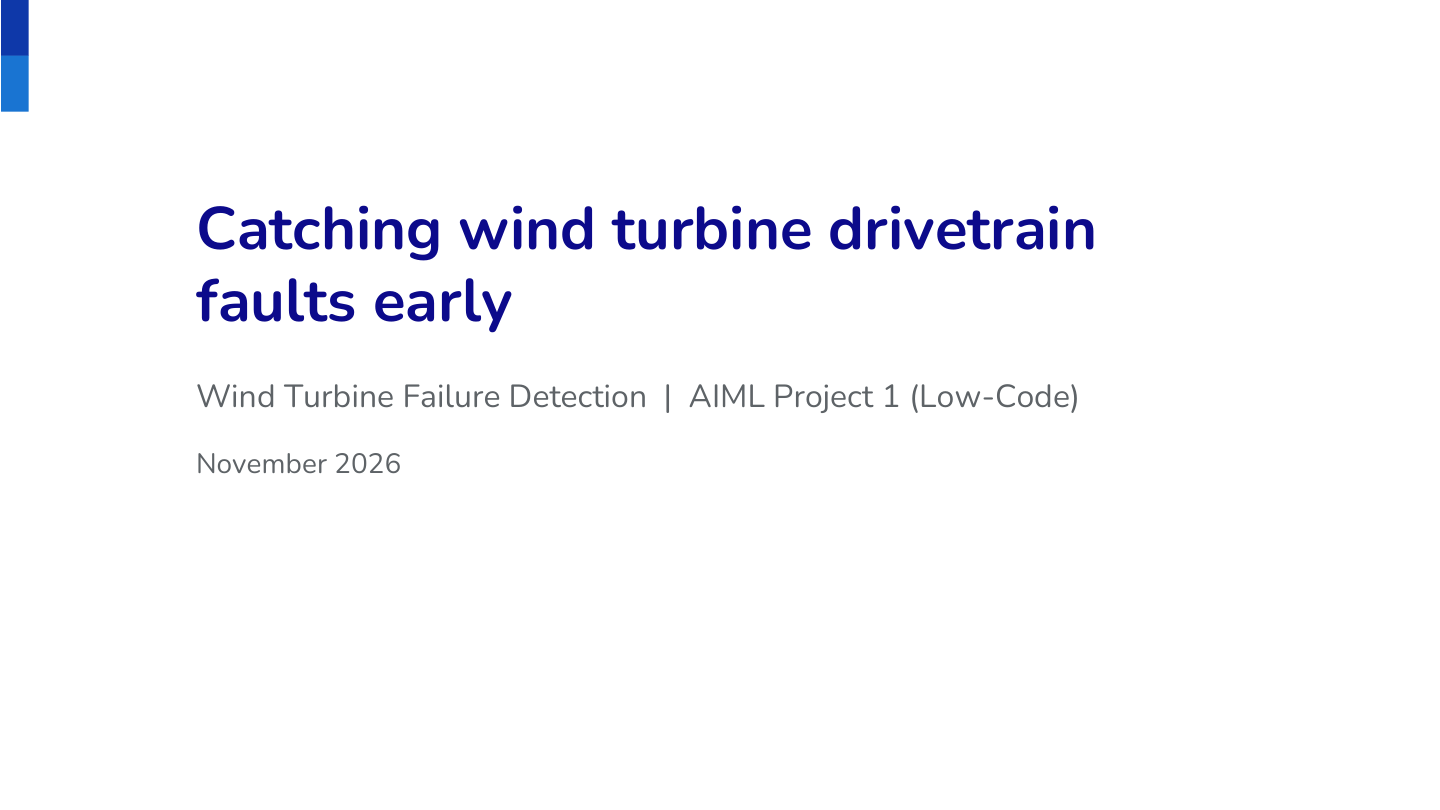 Catching wind turbine drivetrain
faults early
Wind Turbine Failure Detection | AIML Project 1 (Low-Code)
November 2026